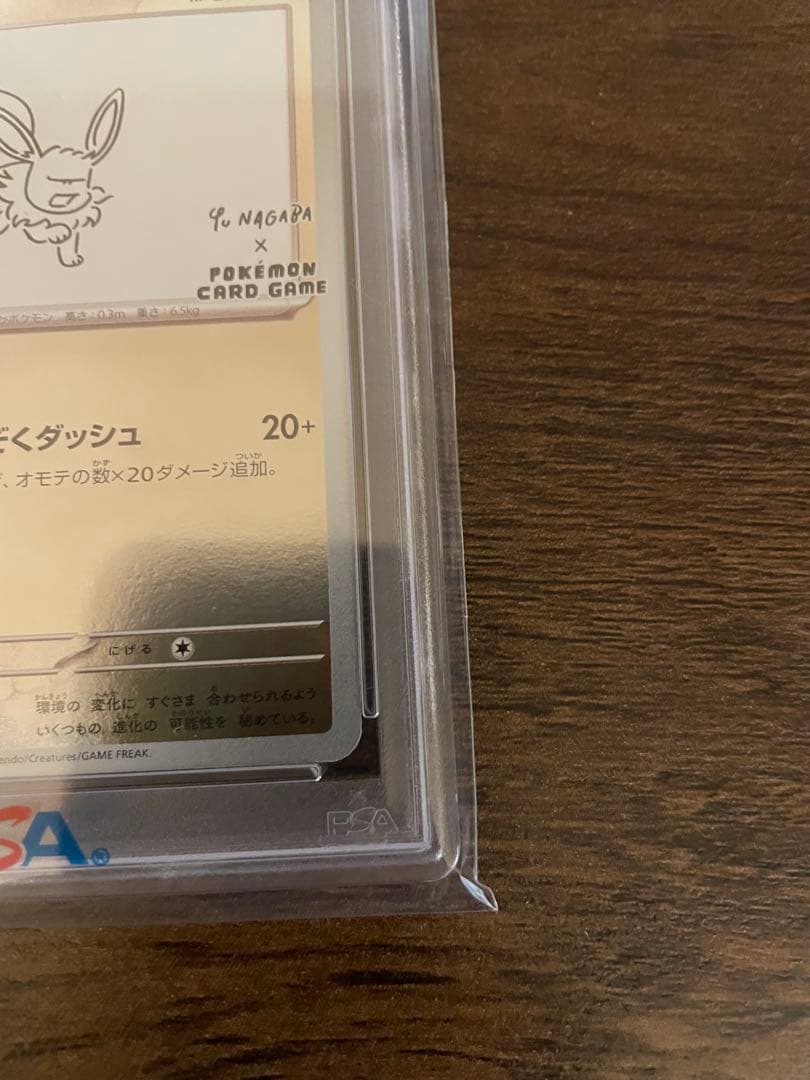 Yu NAGABA
×
POKÉMON
CARD GAME
ポケモン 高さ:0.3m 重さ:6.5kg
ぞくダッシュ 20+
、オモテの数×20ダメージ追加。
にげる
環境の 変化に すぐさま 合わせられるよう
いくつもの 進化の 可能性を 秘めている。
endo/Creatures/GAME FREAK.
PSA
SA®